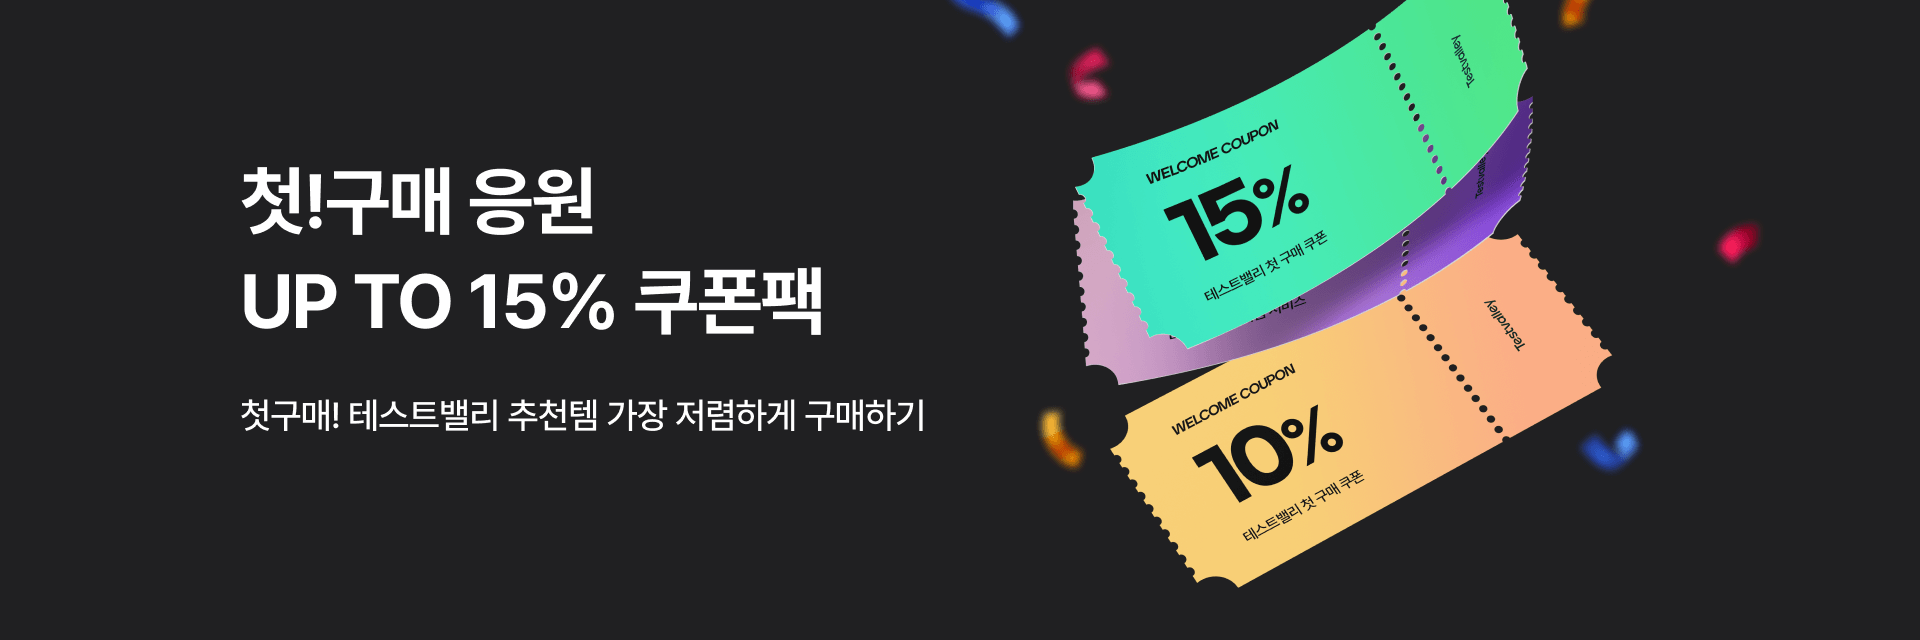 첫!구매 응원
UP TO 15% 쿠폰팩
첫구매! 테스트밸리 추천템 가장 저렴하게 구매하기
WELCOME COUPON
15%
테스트밸리 첫 구매 쿠폰
Testvalley
Testvalley
WELCOME COUPON
10%
테스트밸리 첫 구매 쿠폰
Testvalley